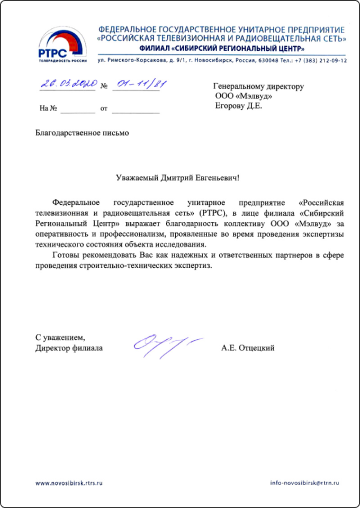 РТРС
ТЕЛЕРАДИОСЕТЬ РОССИИ
ФЕДЕРАЛЬНОЕ ГОСУДАРСТВЕННОЕ УНИТАРНОЕ ПРЕДПРИЯТИЕ
«РОССИЙСКАЯ ТЕЛЕВИЗИОННАЯ И РАДИОВЕЩАТЕЛЬНАЯ СЕТЬ»
ФИЛИАЛ «СИБИРСКИЙ РЕГИОНАЛЬНЫЙ ЦЕНТР»
ул. Римского-Корсакова, д. 9/1, г. Новосибирск, Россия, 630048 Тел.: +7 (383) 212-09-12
20.03.2020 № 01-11/21
На № от
Генеральному директору
ООО «Мэлвуд»
Егорову Д.Е.
Благодарственное письмо
Уважаемый Дмитрий Евгеньевич!
Федеральное государственное унитарное предприятие «Российская
телевизионная и радиовещательная сеть» (РТРС), в лице филиала «Сибирский
Региональный Центр» выражает благодарность коллективу ООО «Мэлвуд» за
оперативность и профессионализм, проявленные во время проведения экспертизы
технического состояния объекта исследования.
Готовы рекомендовать Вас как надежных и ответственных партнеров в сфере
проведения строительно-технических экспертиз.
С уважением,
Директор филиала А.Е. Отцецкий
www.novosibirsk.rtrs.ru info-novosibirsk@rtrn.ru